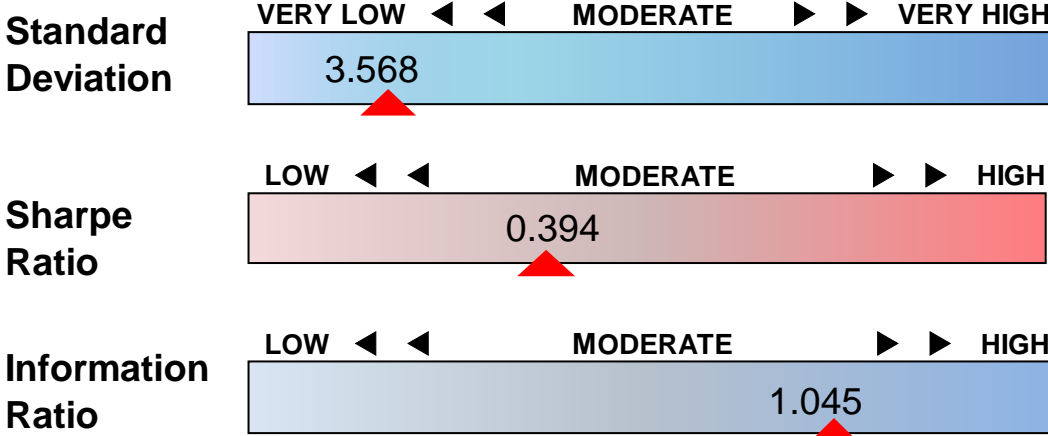 VERY LOW ◄ ◄ MODERATE ► ► VERY HIGH
Standard
Deviation
3.568
LOW ◄ ◄ MODERATE ► ► HIGH
Sharpe
Ratio
0.394
LOW ◄ ◄ MODERATE ► ► HIGH
Information
Ratio
1.045